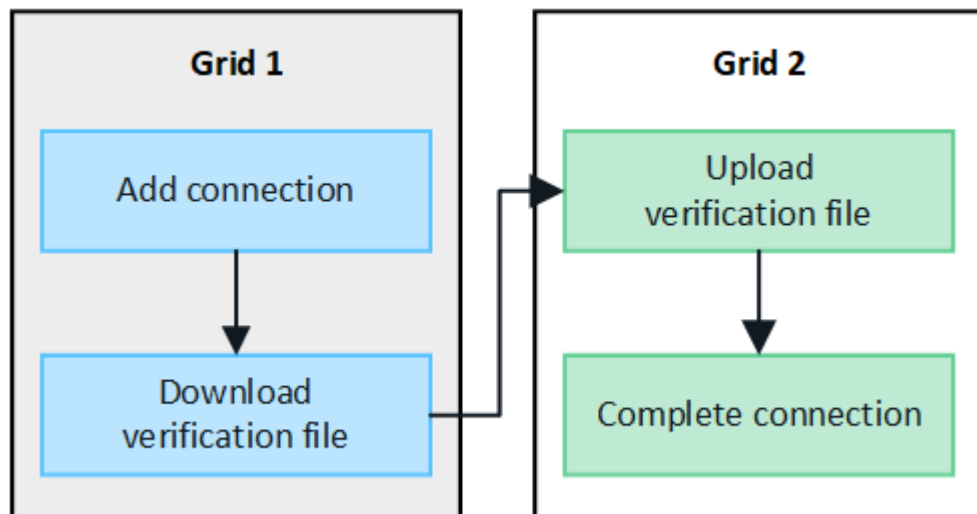 Grid 1
Add connection
Download
verification file
Grid 2
Upload
verification file
Complete connection